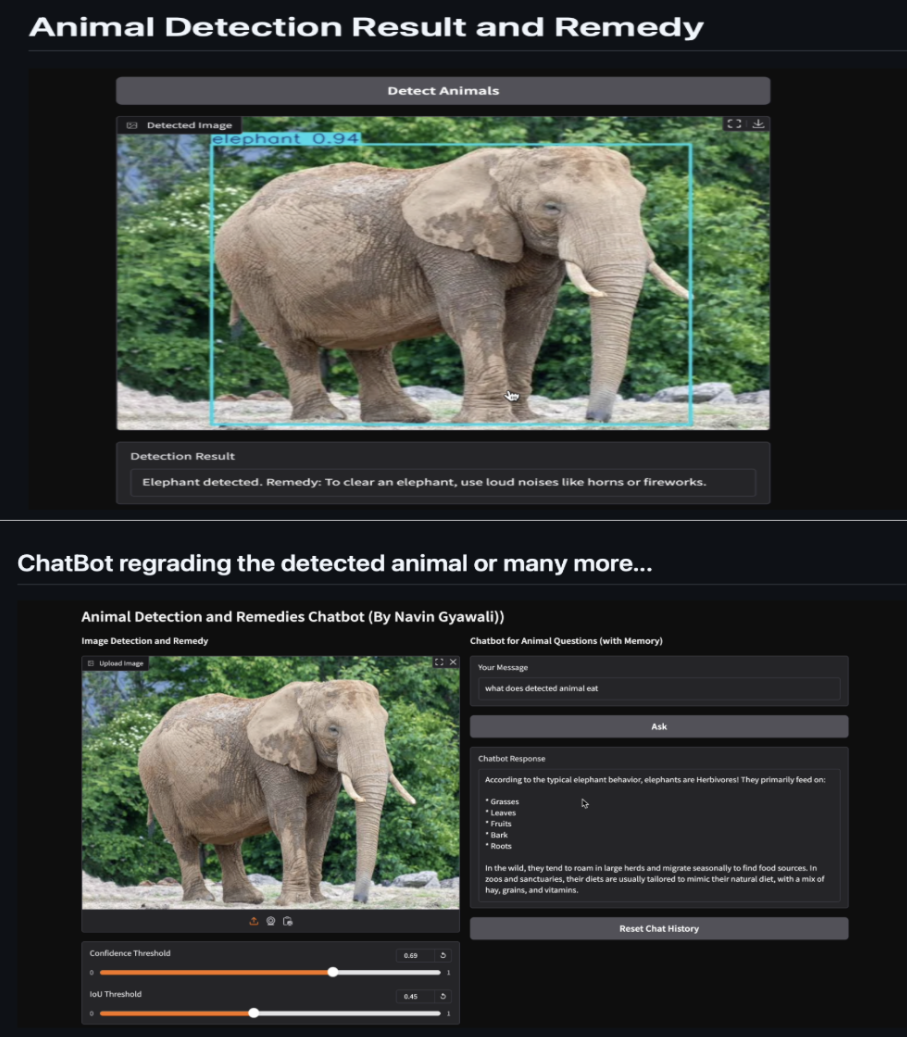 Animal Detection Result and Remedy
Detect Animals
Detected Image
elephant 0.94
Detection Result
Elephant detected. Remedy: To clear an elephant, use loud noises like horns or fireworks.
ChatBot regrading the detected animal or many more...
Animal Detection and Remedies Chatbot (By Navin Gyawali))
Image Detection and Remedy
Upload Image
Confidence Threshold
0.69
0
1
IoU Threshold
0.45
0
1
Chatbot for Animal Questions (with Memory)
Your Message
what does detected animal eat
Ask
Chatbot Response
According to the typical elephant behavior, elephants are Herbivores! They primarily feed on:
* Grasses
* Leaves
* Fruits
* Bark
* Roots
In the wild, they tend to roam in large herds and migrate seasonally to find food sources. In
zoos and sanctuaries, their diets are usually tailored to mimic their natural diet, with a mix of
hay, grains, and vitamins.
Reset Chat History